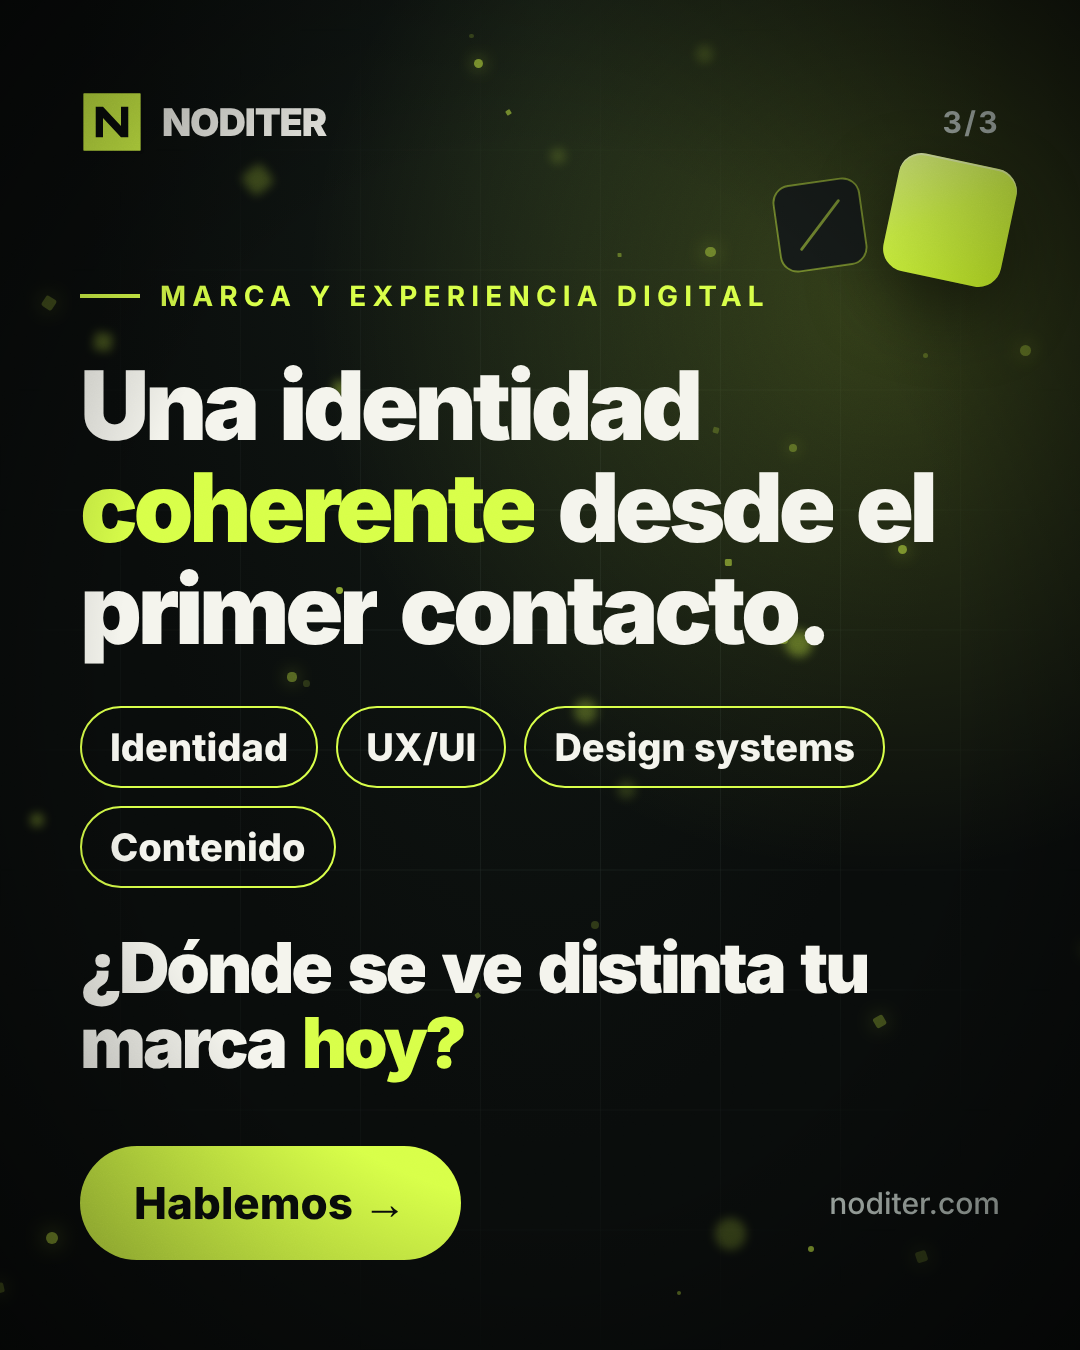 NODITER
3/3
MARCA Y EXPERIENCIA DIGITAL
Una identidad
coherente desde el
primer contacto.
Identidad
UX/UI
Design systems
Contenido
¿Dónde se ve distinta tu
marca hoy?
Hablemos →
noditer.com